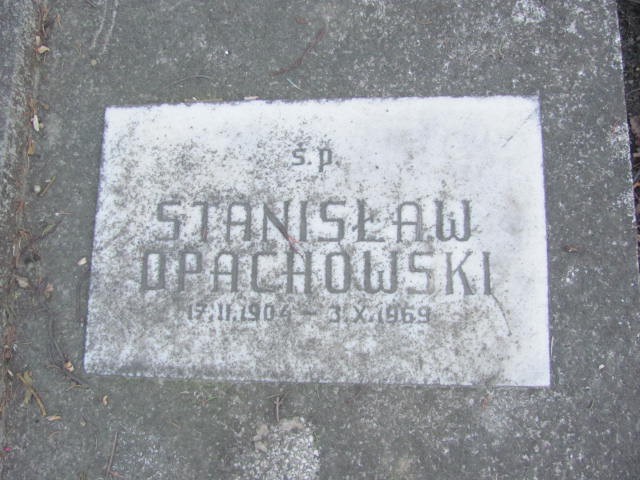 ś.p.
STANISŁAW
OPACHOWSKI
17.II.1904 – 3.X.1969